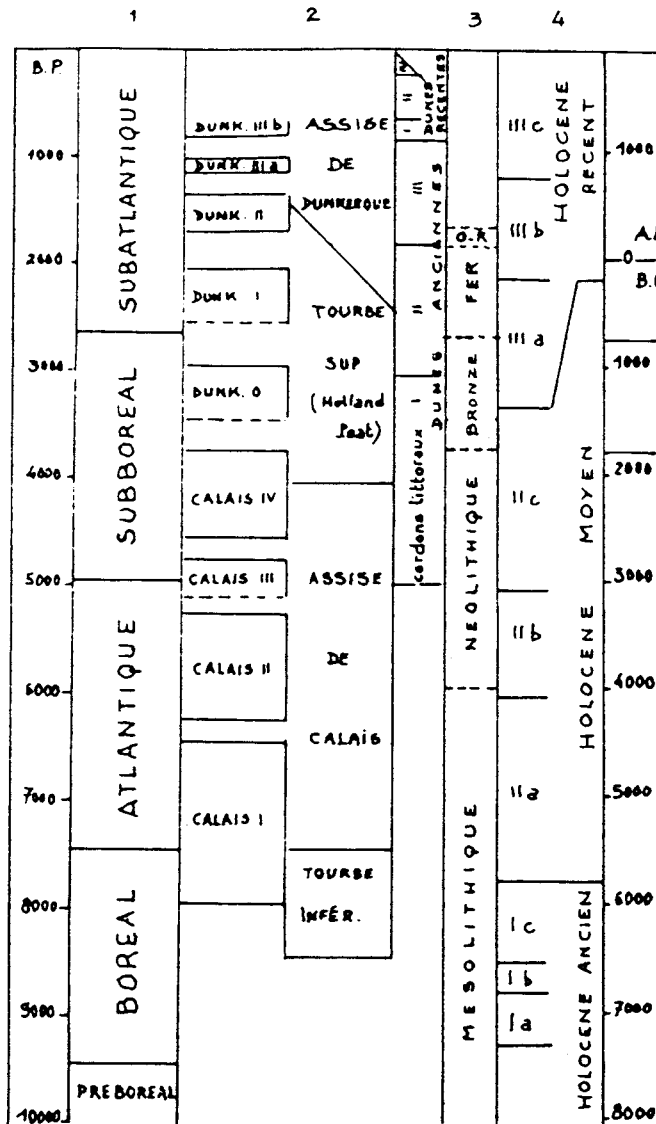 1
2
3
4
B.P.
1000
2000
3000
4000
5000
6000
7000
8000
9000
10000
SUBATLANTIQUE
SUBBOREAL
ATLANTIQUE
BOREAL
PREBOREAL
DUNK. III b
DUNK. III a
DUNK. II
DUNK. I
DUNK. O
CALAIS IV
CALAIS III
CALAIS II
CALAIS I
ASSISE
DE
DUNKERQUE
TOURBE
SUP
(Holland
Peat)
ASSISE
DE
CALAIS
TOURBE
INFÉR.
II
I
DUNES
RECENTES
III
II
I
DUNES ANCIENNES
cordons littoraux
O.R
FER
BRONZE
NEOLITHIQUE
MESOLITHIQUE
III c
III b
III a
II c
II b
II a
I c
I b
I a
HOLOCENE
RECENT
HOLOCENE MOYEN
HOLOCENE ANCIEN
1000
0
1000
2000
3000
4000
5000
6000
7000
8000